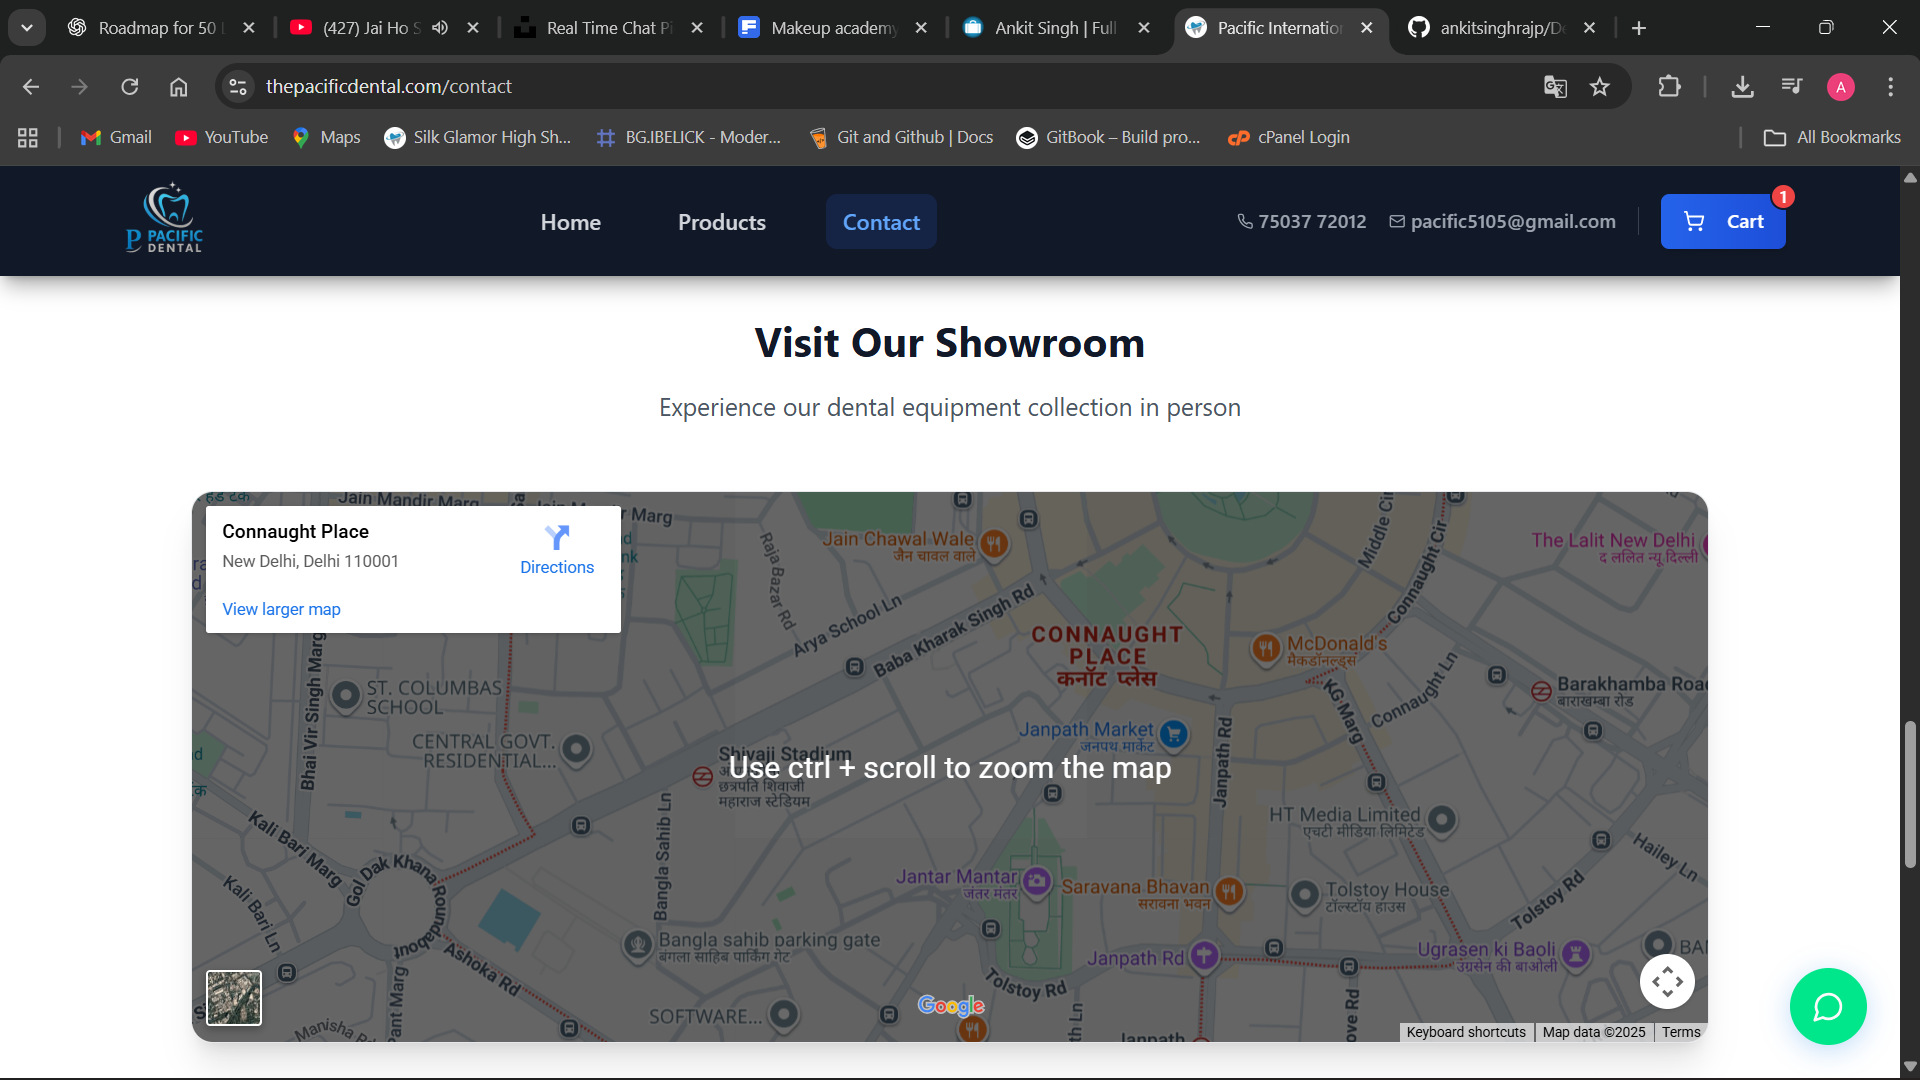 Roadmap for 50
(427) Jai Ho S
Real Time Chat Pi
Makeup academy
Ankit Singh | Full
Pacific Internatio
ankitsinghrajp/De
thepacificdental.com/contact
A
Gmail
YouTube
Maps
Silk Glamor High Sh...
BG.IBELICK - Moder...
Git and Github | Docs
GitBook – Build pro...
cPanel Login
All Bookmarks
P PACIFIC
DENTAL
Home
Products
Contact
75037 72012
pacific5105@gmail.com
Cart
1
Visit Our Showroom
Experience our dental equipment collection in person
Connaught Place
New Delhi, Delhi 110001
Directions
View larger map
Jain Mandir Marg
Jain Chawal Wale
जैन चावल वाले
Raja Bazar Rd
Arya School Ln
Baba Kharak Singh Rd
Middle Cir
Connaught Cir
The Lalit New Delhi
द ललित न्यू दिल्ली
CONNAUGHT
PLACE
कनॉट प्लेस
McDonald's
मैकडॉनल्ड्स
Connaught Ln
KG Marg
Barakhamba Road
बाराखम्बा रोड
ST. COLUMBAS
SCHOOL
Bhai Vir Singh Marg
CENTRAL GOVT.
RESIDENTIAL...
Shivaji Stadium
छत्रपति शिवाजी
महाराज स्टेडियम
Janpath Market
जनपथ मार्केट
Janpath Rd
Use ctrl + scroll to zoom the map
HT Media Limited
एचटी मीडिया लिमिटेड
Hailey Ln
Kali Bari Marg
Gol Dak Khana Roundabout
Bangla Sahib Ln
Jantar Mantar
जंतर मंतर
Saravana Bhavan
सरावना भवन
Tolstoy House
टॉल्स्टॉय हाउस
Tolstoy Rd
Kali Bari Ln
Ashoka Rd
Bangla sahib parking gate
बंगला साहिब पार्किंग गेट
Janpath Rd
Ugrasen ki Baoli
उग्रसेन की बाओली
BAN
Tolstoy Rd
Pant Marg
Manisha Rd
SOFTWARE...
Google
Janpath
Keyboard shortcuts
Map data ©2025
Terms